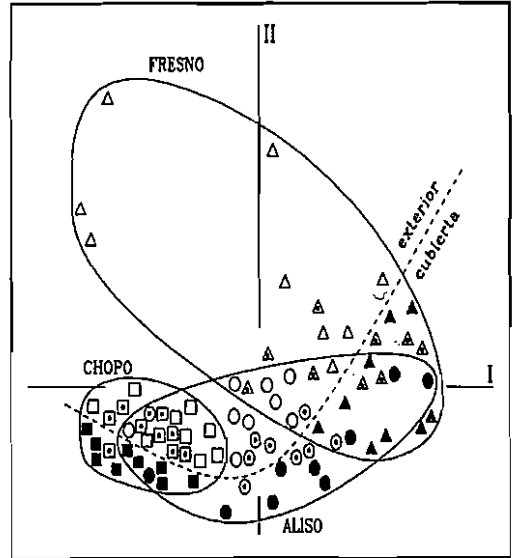 II
FRESNO
exterior
cubierta
CHOPO
I
ALISO